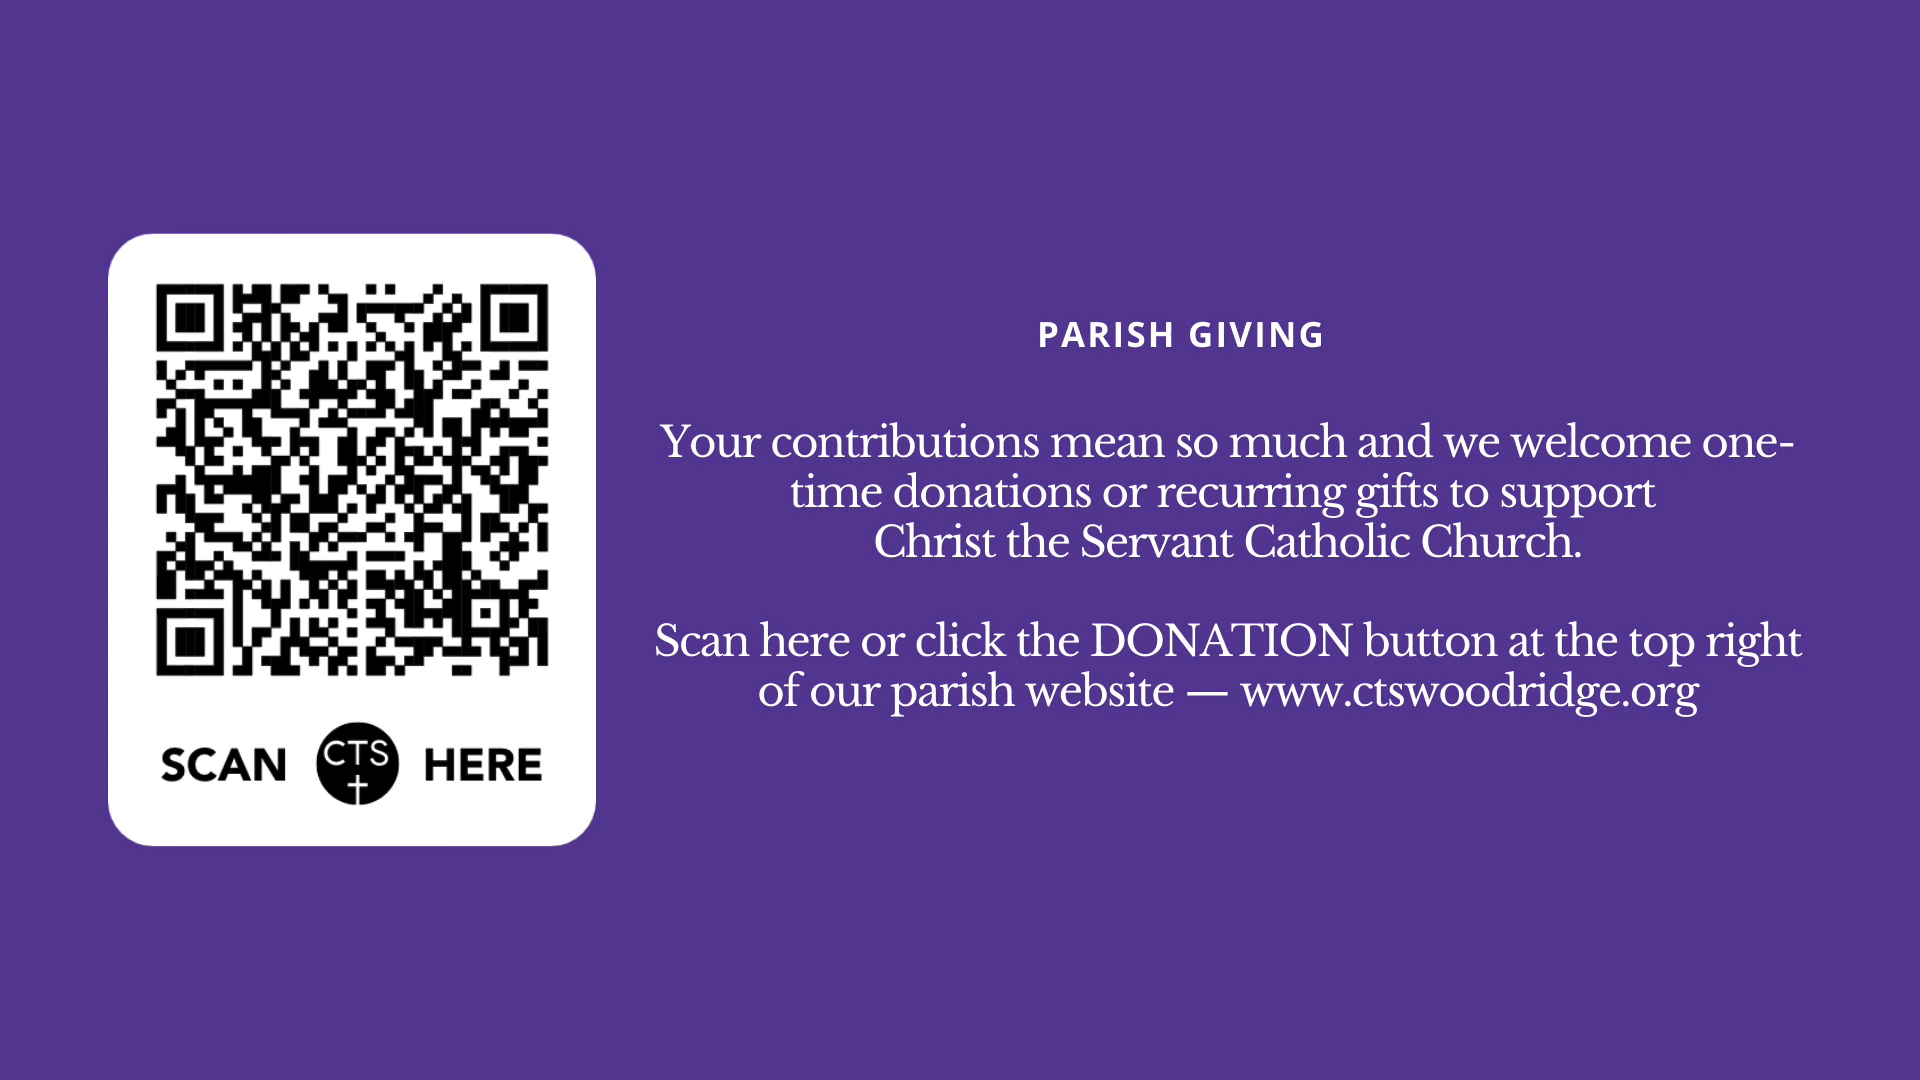 PARISH GIVING
Your contributions mean so much and we welcome one-
time donations or recurring gifts to support
Christ the Servant Catholic Church.
Scan here or click the DONATION button at the top right
of our parish website — www.ctswoodridge.org
SCAN CTS HERE